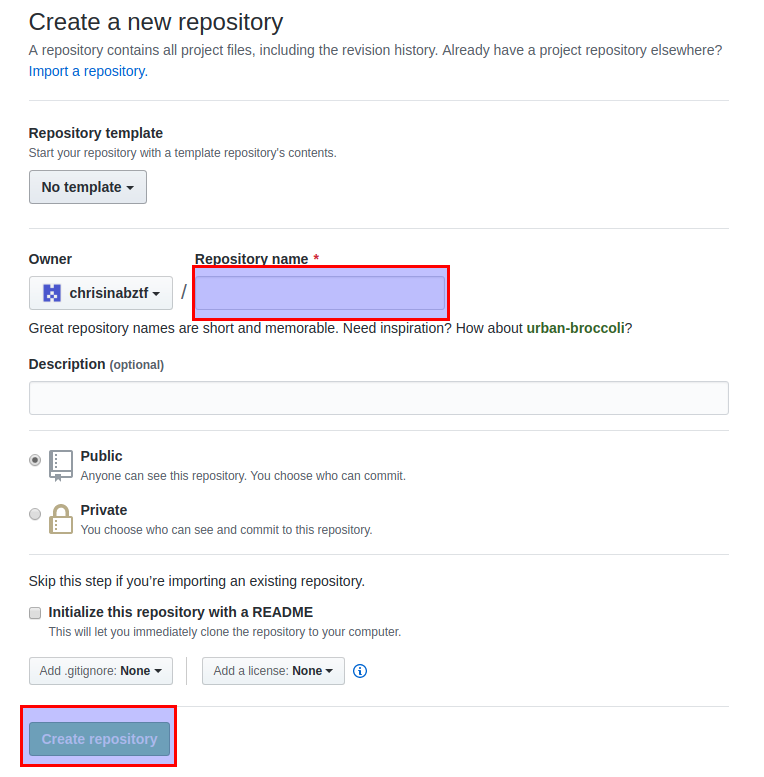 Create a new repository
A repository contains all project files, including the revision history. Already have a project repository elsewhere?
Import a repository.
Repository template
Start your repository with a template repository's contents.
No template
Owner
Repository name *
chrisinabztf /
Great repository names are short and memorable. Need inspiration? How about urban-broccoli?
Description (optional)
Public
Anyone can see this repository. You choose who can commit.
Private
You choose who can see and commit to this repository.
Skip this step if you’re importing an existing repository.
Initialize this repository with a README
This will let you immediately clone the repository to your computer.
Add .gitignore: None
Add a license: None
Create repository